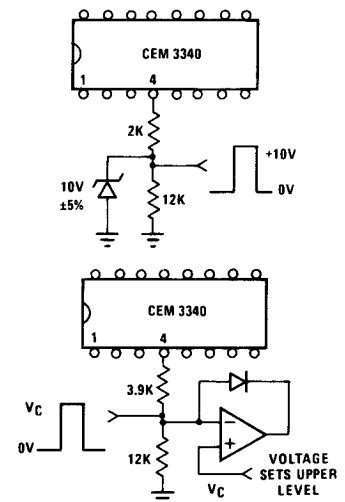 CEM 3340
1 4
2K
+10V
0V
10V
±5%
12K
CEM 3340
1 4
3.9K
VC
0V
12K
−
+
VOLTAGE
SETS UPPER
LEVEL
VC